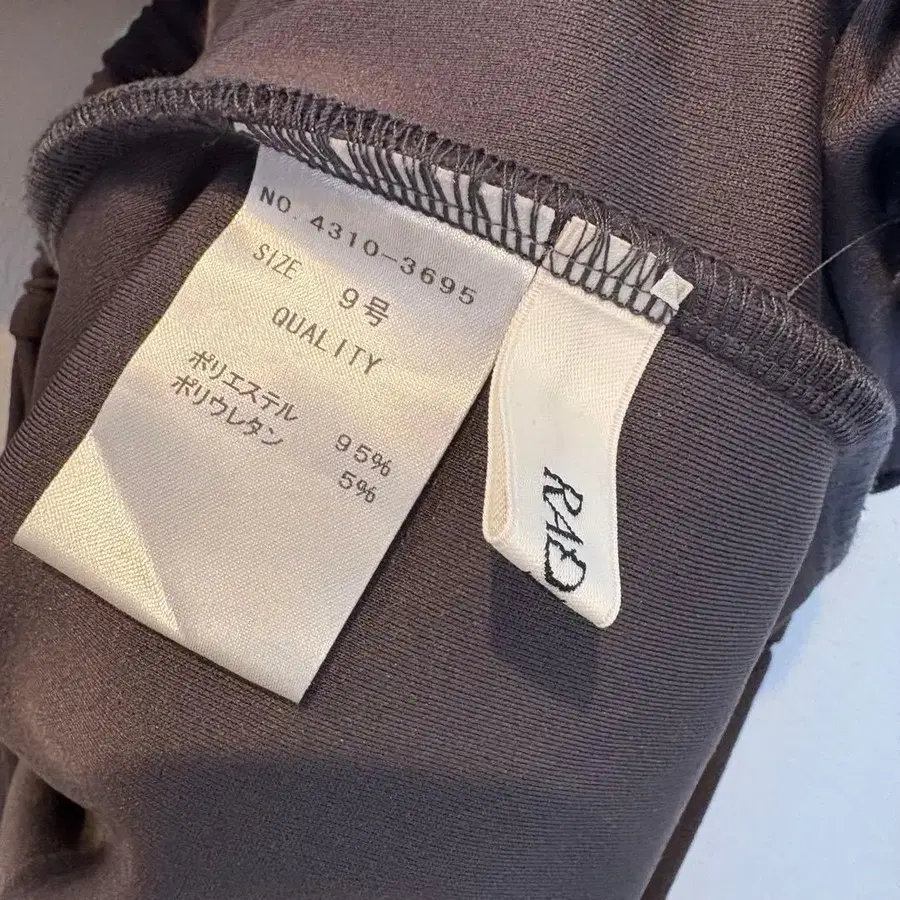 NO. 4310-3695
SIZE 9号
QUALITY
ポリエステル 95%
ポリウレタン 5%